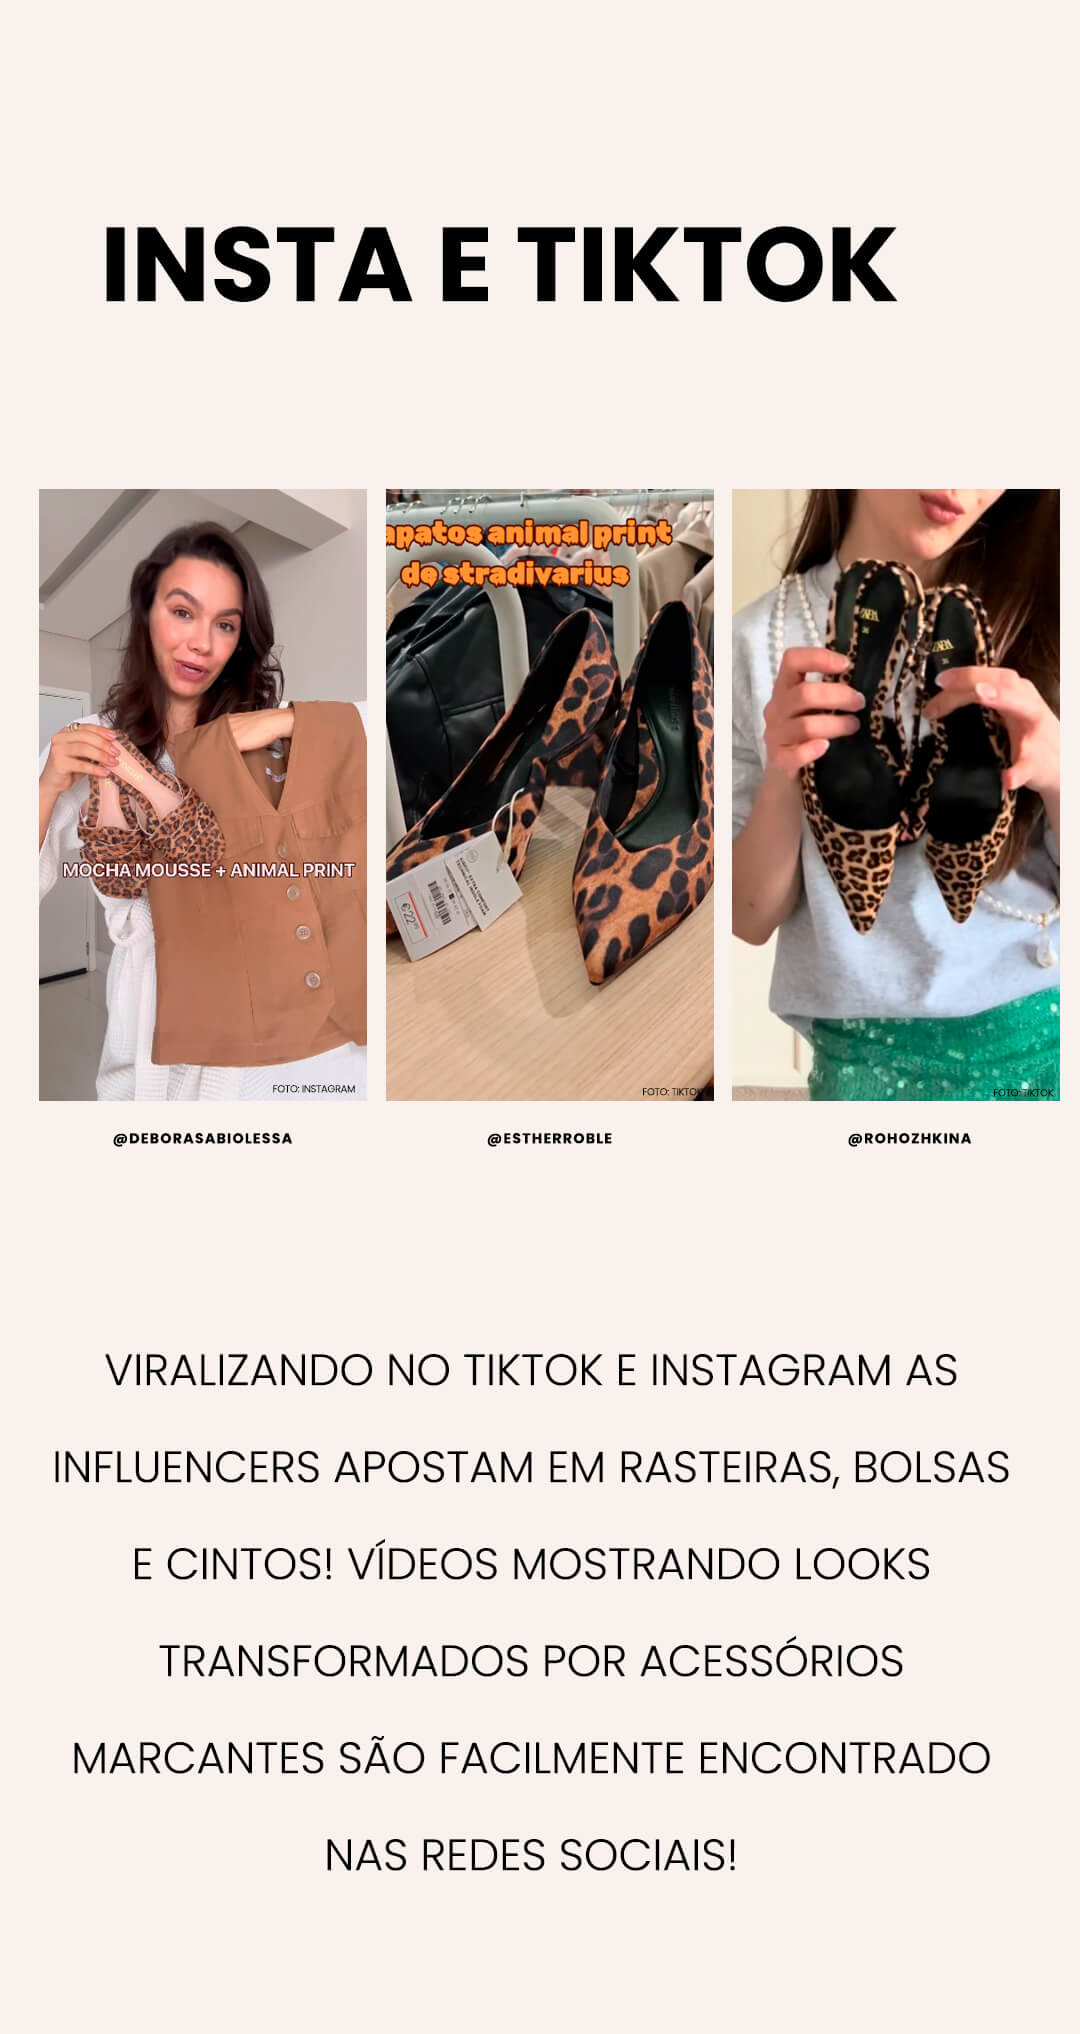 INSTA E TIKTOK
apatos animal print
de stradivarius
MOCHA MOUSSE + ANIMAL PRINT
€22
ZARA
FOTO: INSTAGRAM
FOTO: TIKTOK
FOTO: TIKTOK
@DEBORASABIOLESSA
@ESTHERROBLE
@ROHOZHKINA
VIRALIZANDO NO TIKTOK E INSTAGRAM AS
INFLUENCERS APOSTAM EM RASTEIRAS, BOLSAS
E CINTOS! VÍDEOS MOSTRANDO LOOKS
TRANSFORMADOS POR ACESSÓRIOS
MARCANTES SÃO FACILMENTE ENCONTRADO
NAS REDES SOCIAIS!